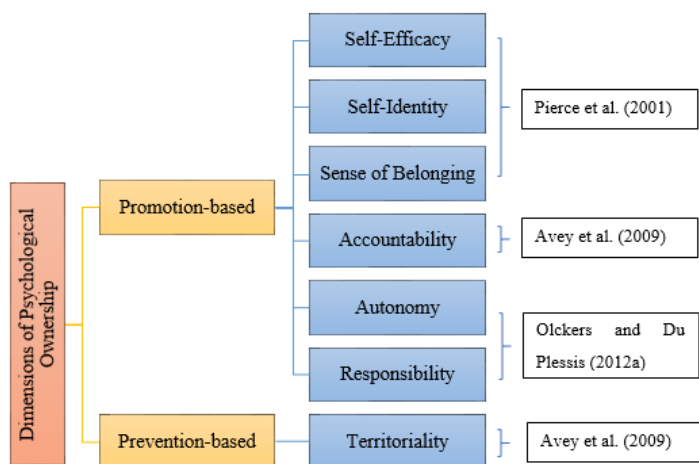 Dimensions of Psychological
Ownership
Promotion-based
Prevention-based
Self-Efficacy
Self-Identity
Sense of Belonging
Accountability
Autonomy
Responsibility
Territoriality
Pierce et al. (2001)
Avey et al. (2009)
Olckers and Du
Plessis (2012a)
Avey et al. (2009)